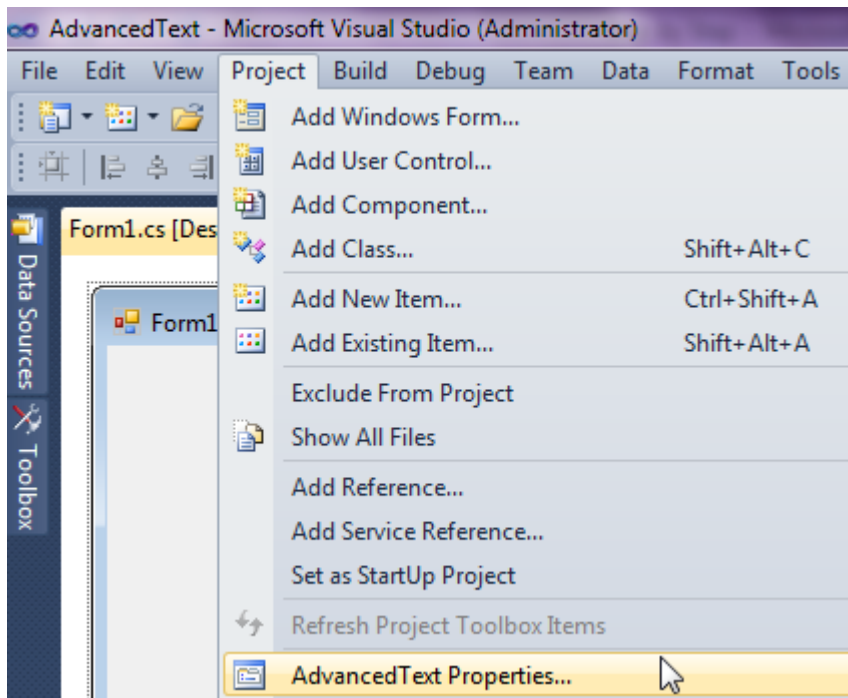 AdvancedText - Microsoft Visual Studio (Administrator)
File Edit View Project Build Debug Team Data Format Tools
Add Windows Form...
Add User Control...
Add Component...
Form1.cs [Des
Add Class... Shift+Alt+C
Data Sources
Add New Item... Ctrl+Shift+A
Form1
Add Existing Item... Shift+Alt+A
Exclude From Project
Toolbox
Show All Files
Add Reference...
Add Service Reference...
Set as StartUp Project
Refresh Project Toolbox Items
AdvancedText Properties...